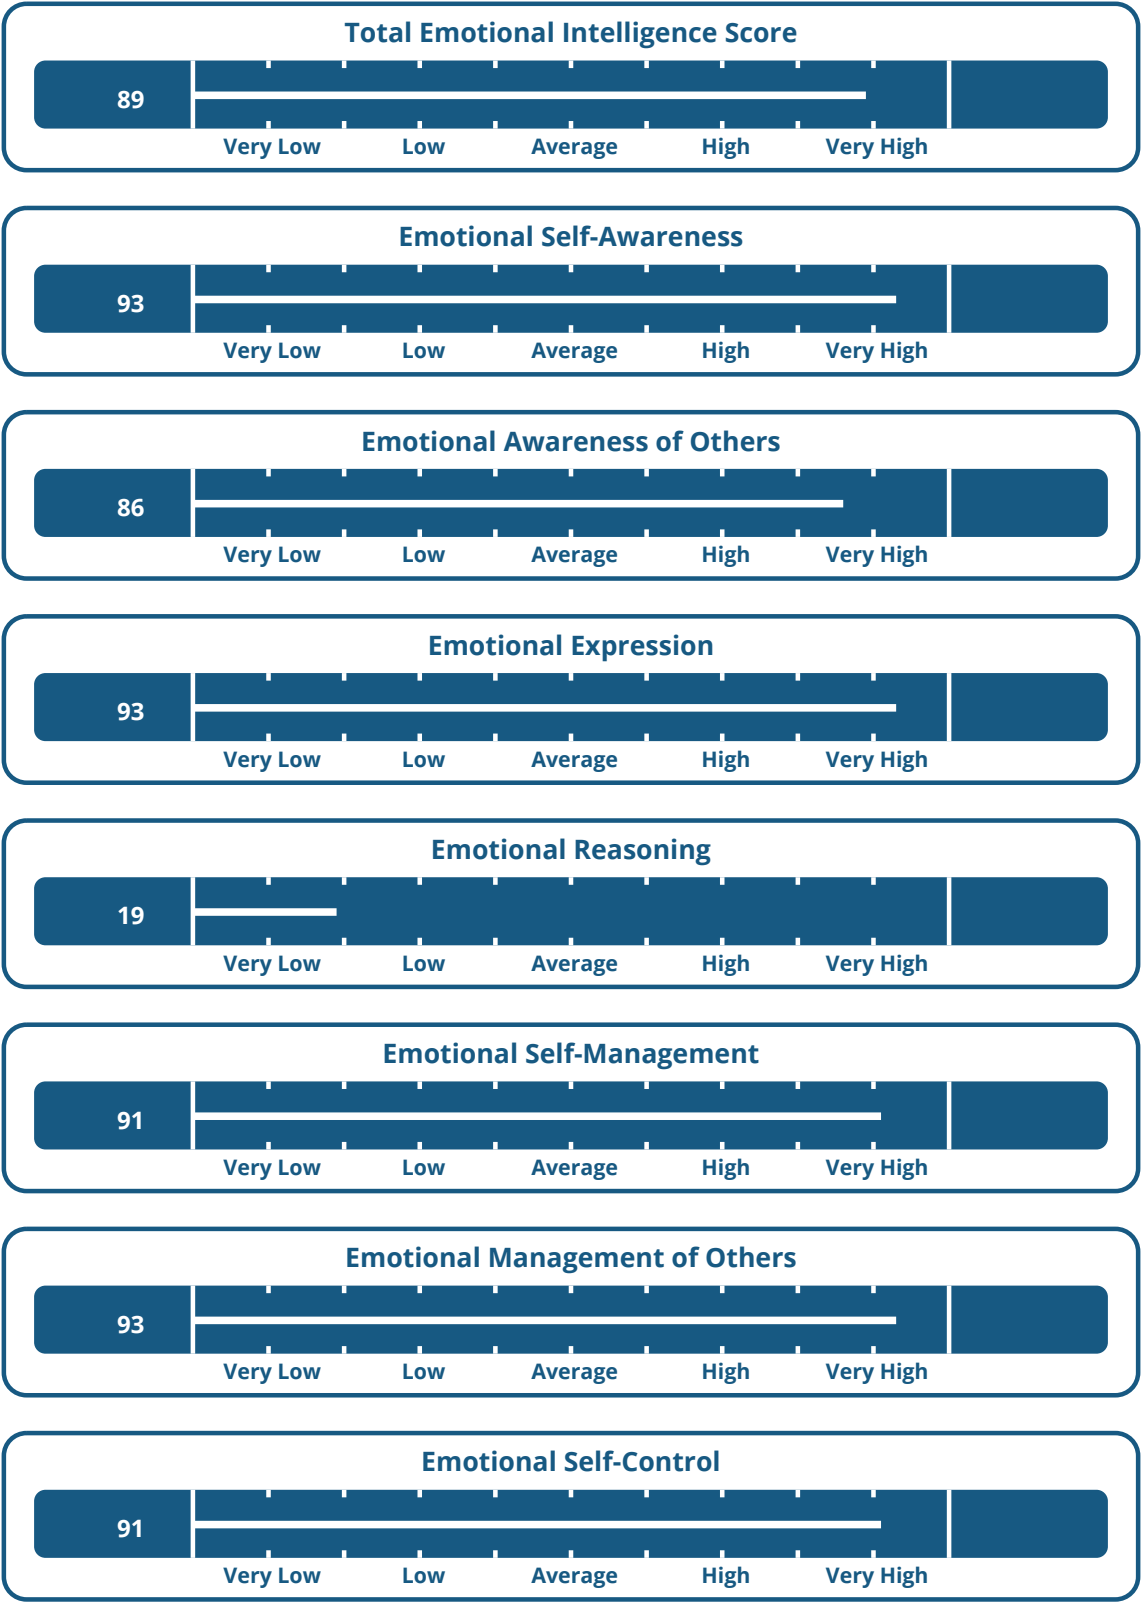 Total Emotional Intelligence Score
89
Very Low Low Average High Very High
Emotional Self-Awareness
93
Very Low Low Average High Very High
Emotional Awareness of Others
86
Very Low Low Average High Very High
Emotional Expression
93
Very Low Low Average High Very High
Emotional Reasoning
19
Very Low Low Average High Very High
Emotional Self-Management
91
Very Low Low Average High Very High
Emotional Management of Others
93
Very Low Low Average High Very High
Emotional Self-Control
91
Very Low Low Average High Very High